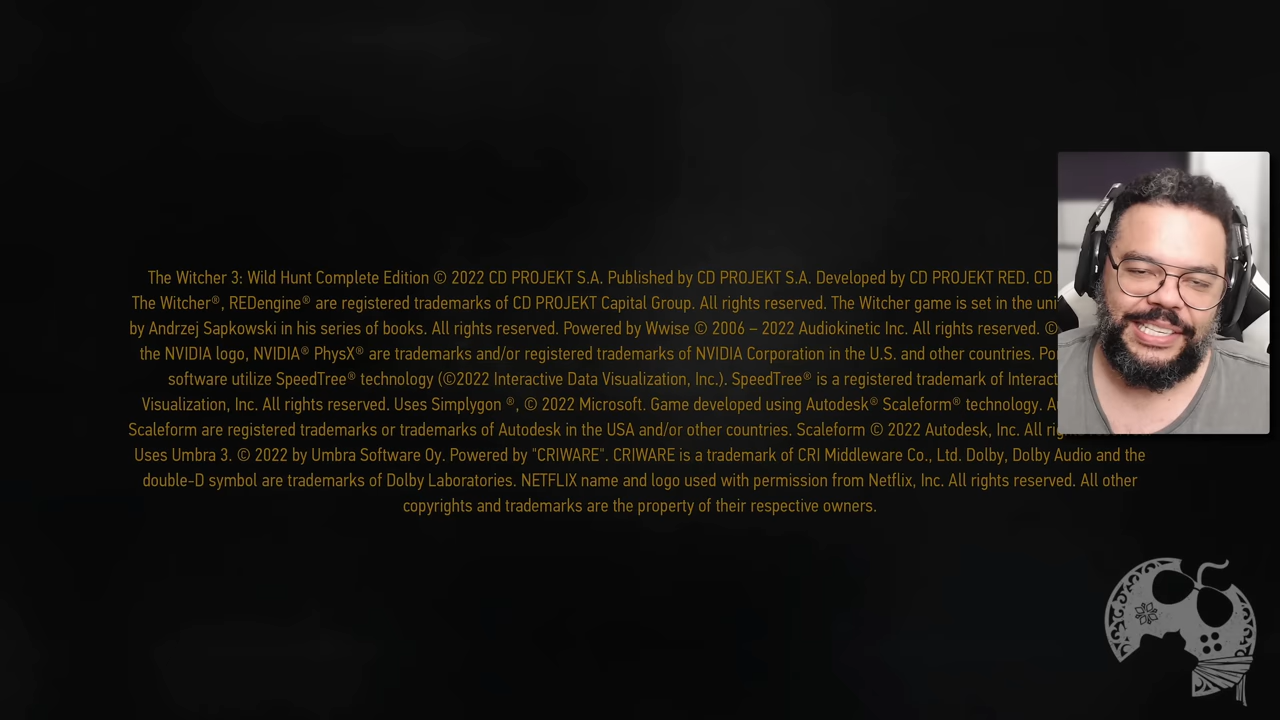 The Witcher 3: Wild Hunt Complete Edition © 2022 CD PROJEKT S.A. Published by CD PROJEKT S.A. Developed by CD PROJEKT RED. CD
The Witcher®, REDengine® are registered trademarks of CD PROJEKT Capital Group. All rights reserved. The Witcher game is set in the
by Andrzej Sapkowski in his series of books. All rights reserved. Powered by Wwise © 2006 – 2022 Audiokinetic Inc. All rights reserved. ©
the NVIDIA logo, NVIDIA® PhysX® are trademarks and/or registered trademarks of NVIDIA Corporation in the U.S. and other countries.
software utilize SpeedTree® technology (©2022 Interactive Data Visualization, Inc.). SpeedTree® is a registered trademark of
Visualization, Inc. All rights reserved. Uses Simplygon ®, © 2022 Microsoft. Game developed using Autodesk® Scaleform® technology.
Scaleform are registered trademarks or trademarks of Autodesk in the USA and/or other countries. Scaleform © 2022 Autodesk, Inc. All
Uses Umbra 3. © 2022 by Umbra Software Oy. Powered by "CRIWARE". CRIWARE is a trademark of CRI Middleware Co., Ltd. Dolby, Dolby Audio and the
double-D symbol are trademarks of Dolby Laboratories. NETFLIX name and logo used with permission from Netflix, Inc. All rights reserved. All other
copyrights and trademarks are the property of their respective owners.